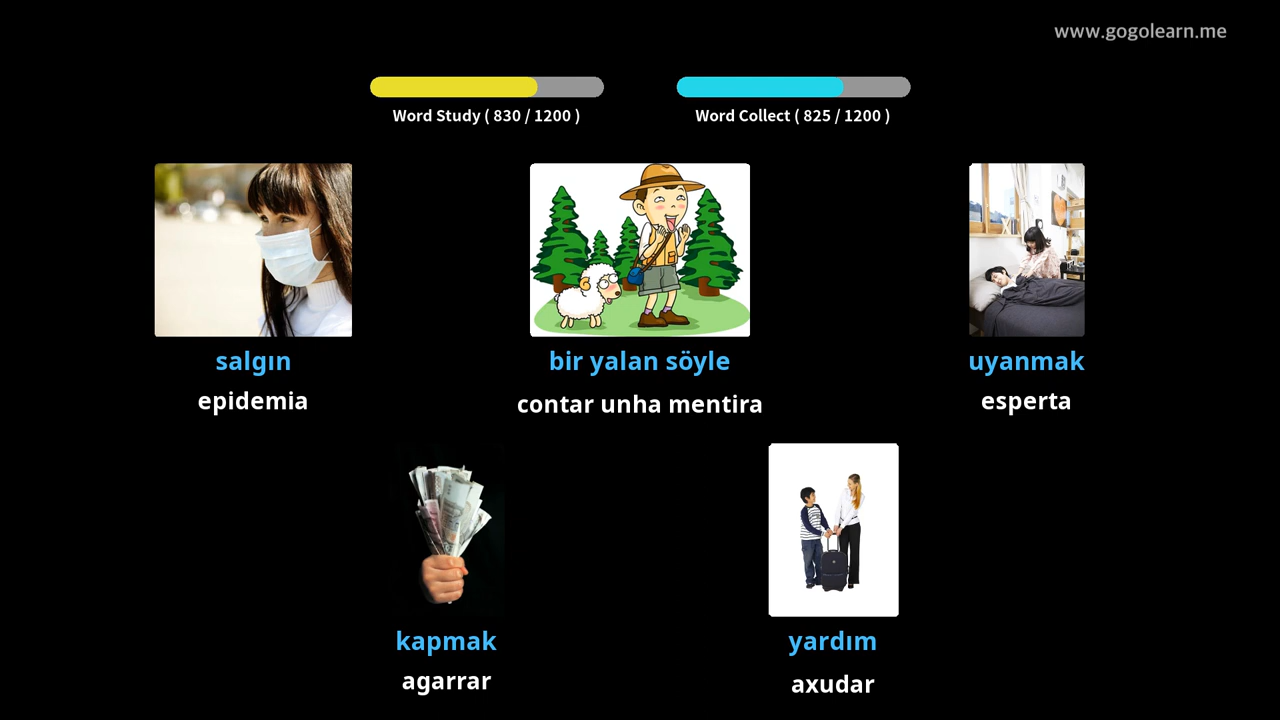 www.gogolearn.me
Word Study ( 830 / 1200 )
Word Collect ( 825 / 1200 )
salgın
epidemia
bir yalan söyle
contar unha mentira
uyanmak
esperta
kapmak
agarrar
yardım
axudar